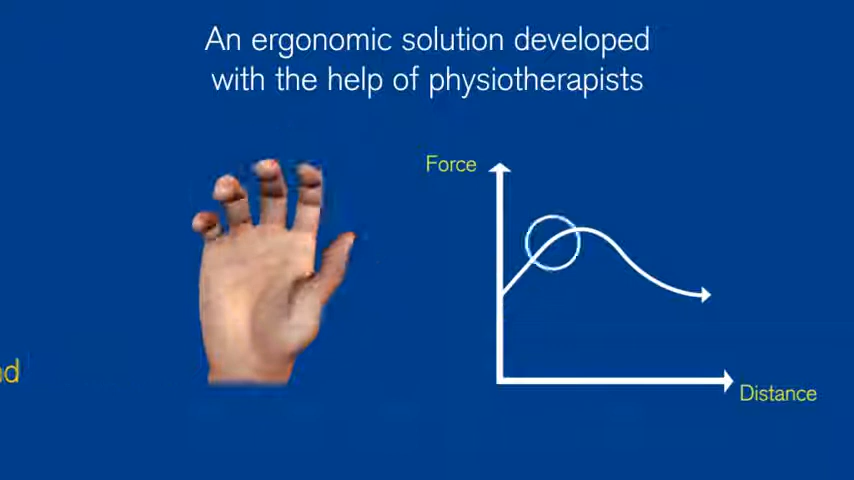 An ergonomic solution developed
with the help of physiotherapists
Force
Distance